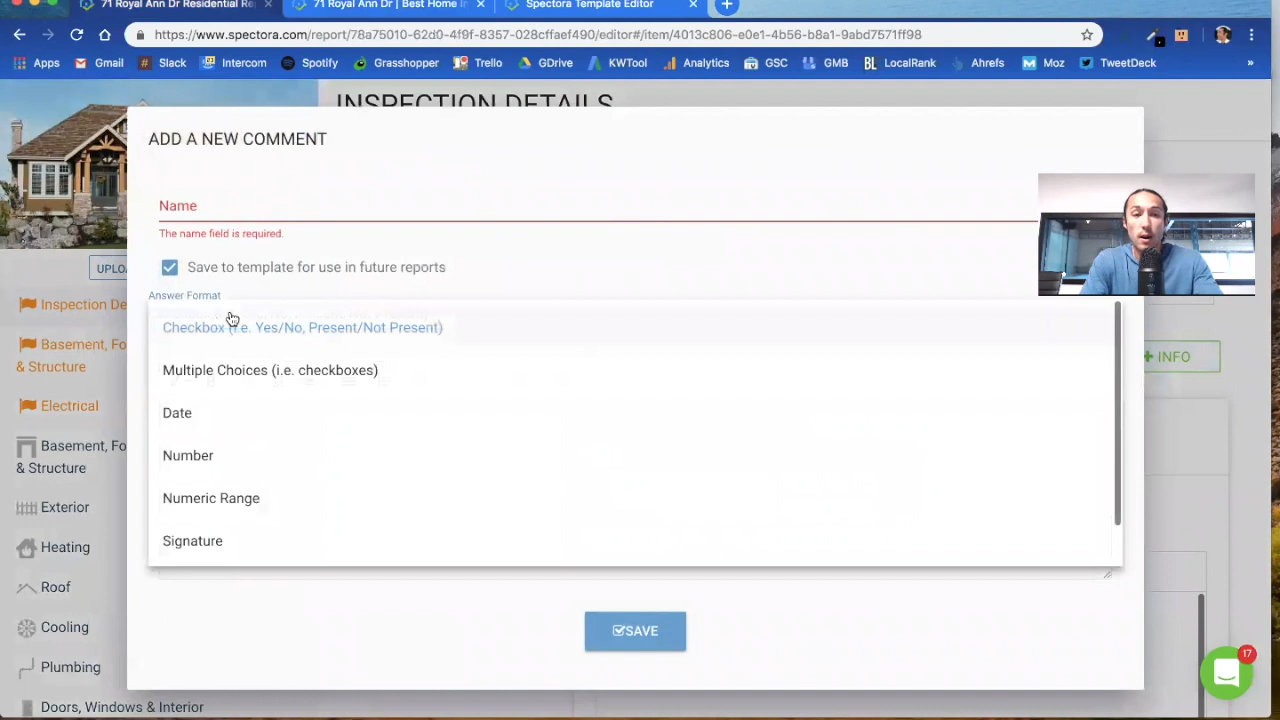 71 Royal Ann Dr Residential Re
71 Royal Ann Dr | Best Home In
Spectora Template Editor
https://www.spectora.com/report/78a75010-62d0-4f9f-8357-028cffaef490/editor#/item/4013c806-e0e1-4b56-b8a1-9abd7571ff98
Apps Gmail Slack Intercom Spotify Grasshopper Trello GDrive KWTool Analytics GSC GMB LocalRank Ahrefs Moz TweetDeck »
INSPECTION DETAILS
ADD A NEW COMMENT
Name
The name field is required.
Save to template for use in future reports
Answer Format
Checkbox (i.e. Yes/No, Present/Not Present)
Multiple Choices (i.e. checkboxes)
Date
Number
Numeric Range
Signature
SAVE
UPLO
Inspection De
Basement, Fo
& Structure
Electrical
Basement, Fo
& Structure
Exterior
Heating
Roof
Cooling
Plumbing
Doors, Windows & Interior
+ INFO
17